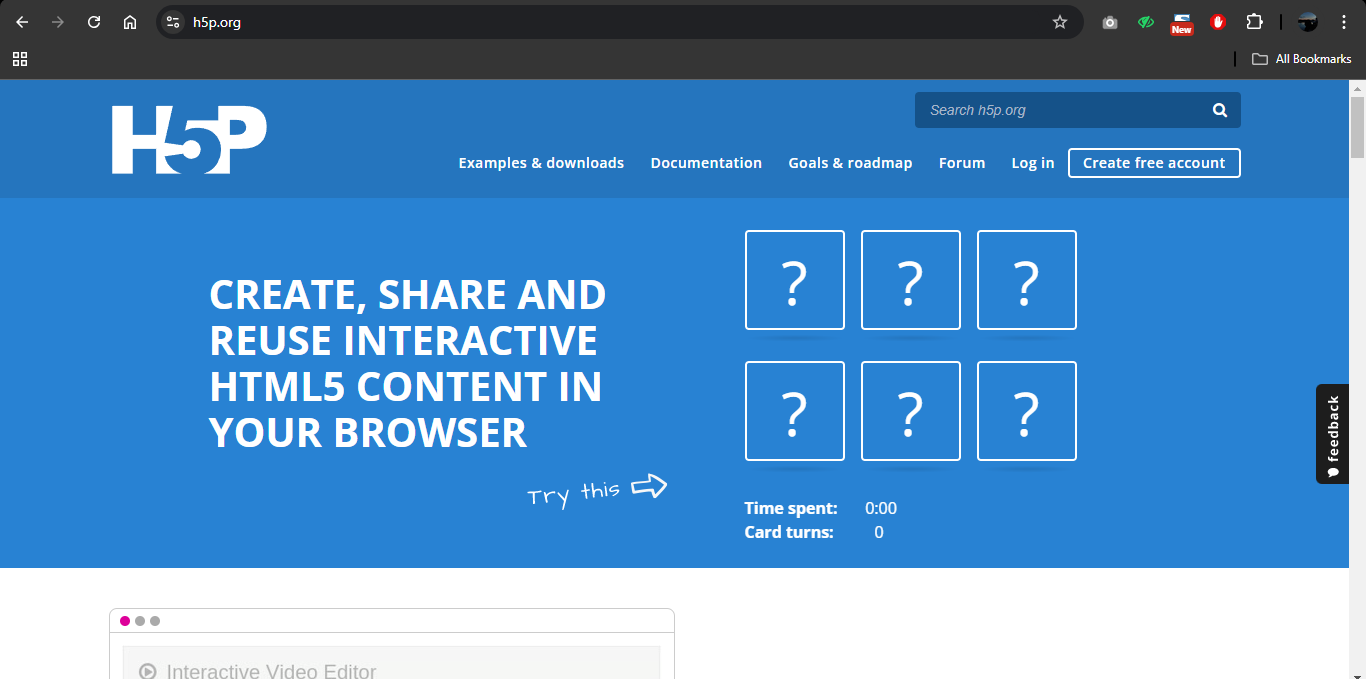 h5p.org
New
All Bookmarks
H5P
Search h5p.org
Examples & downloads Documentation Goals & roadmap Forum Log in Create free account
? ? ?
CREATE, SHARE AND
REUSE INTERACTIVE
HTML5 CONTENT IN
YOUR BROWSER
? ? ?
Try this
Time spent: 0:00
Card turns: 0
feedback
Interactive Video Editor